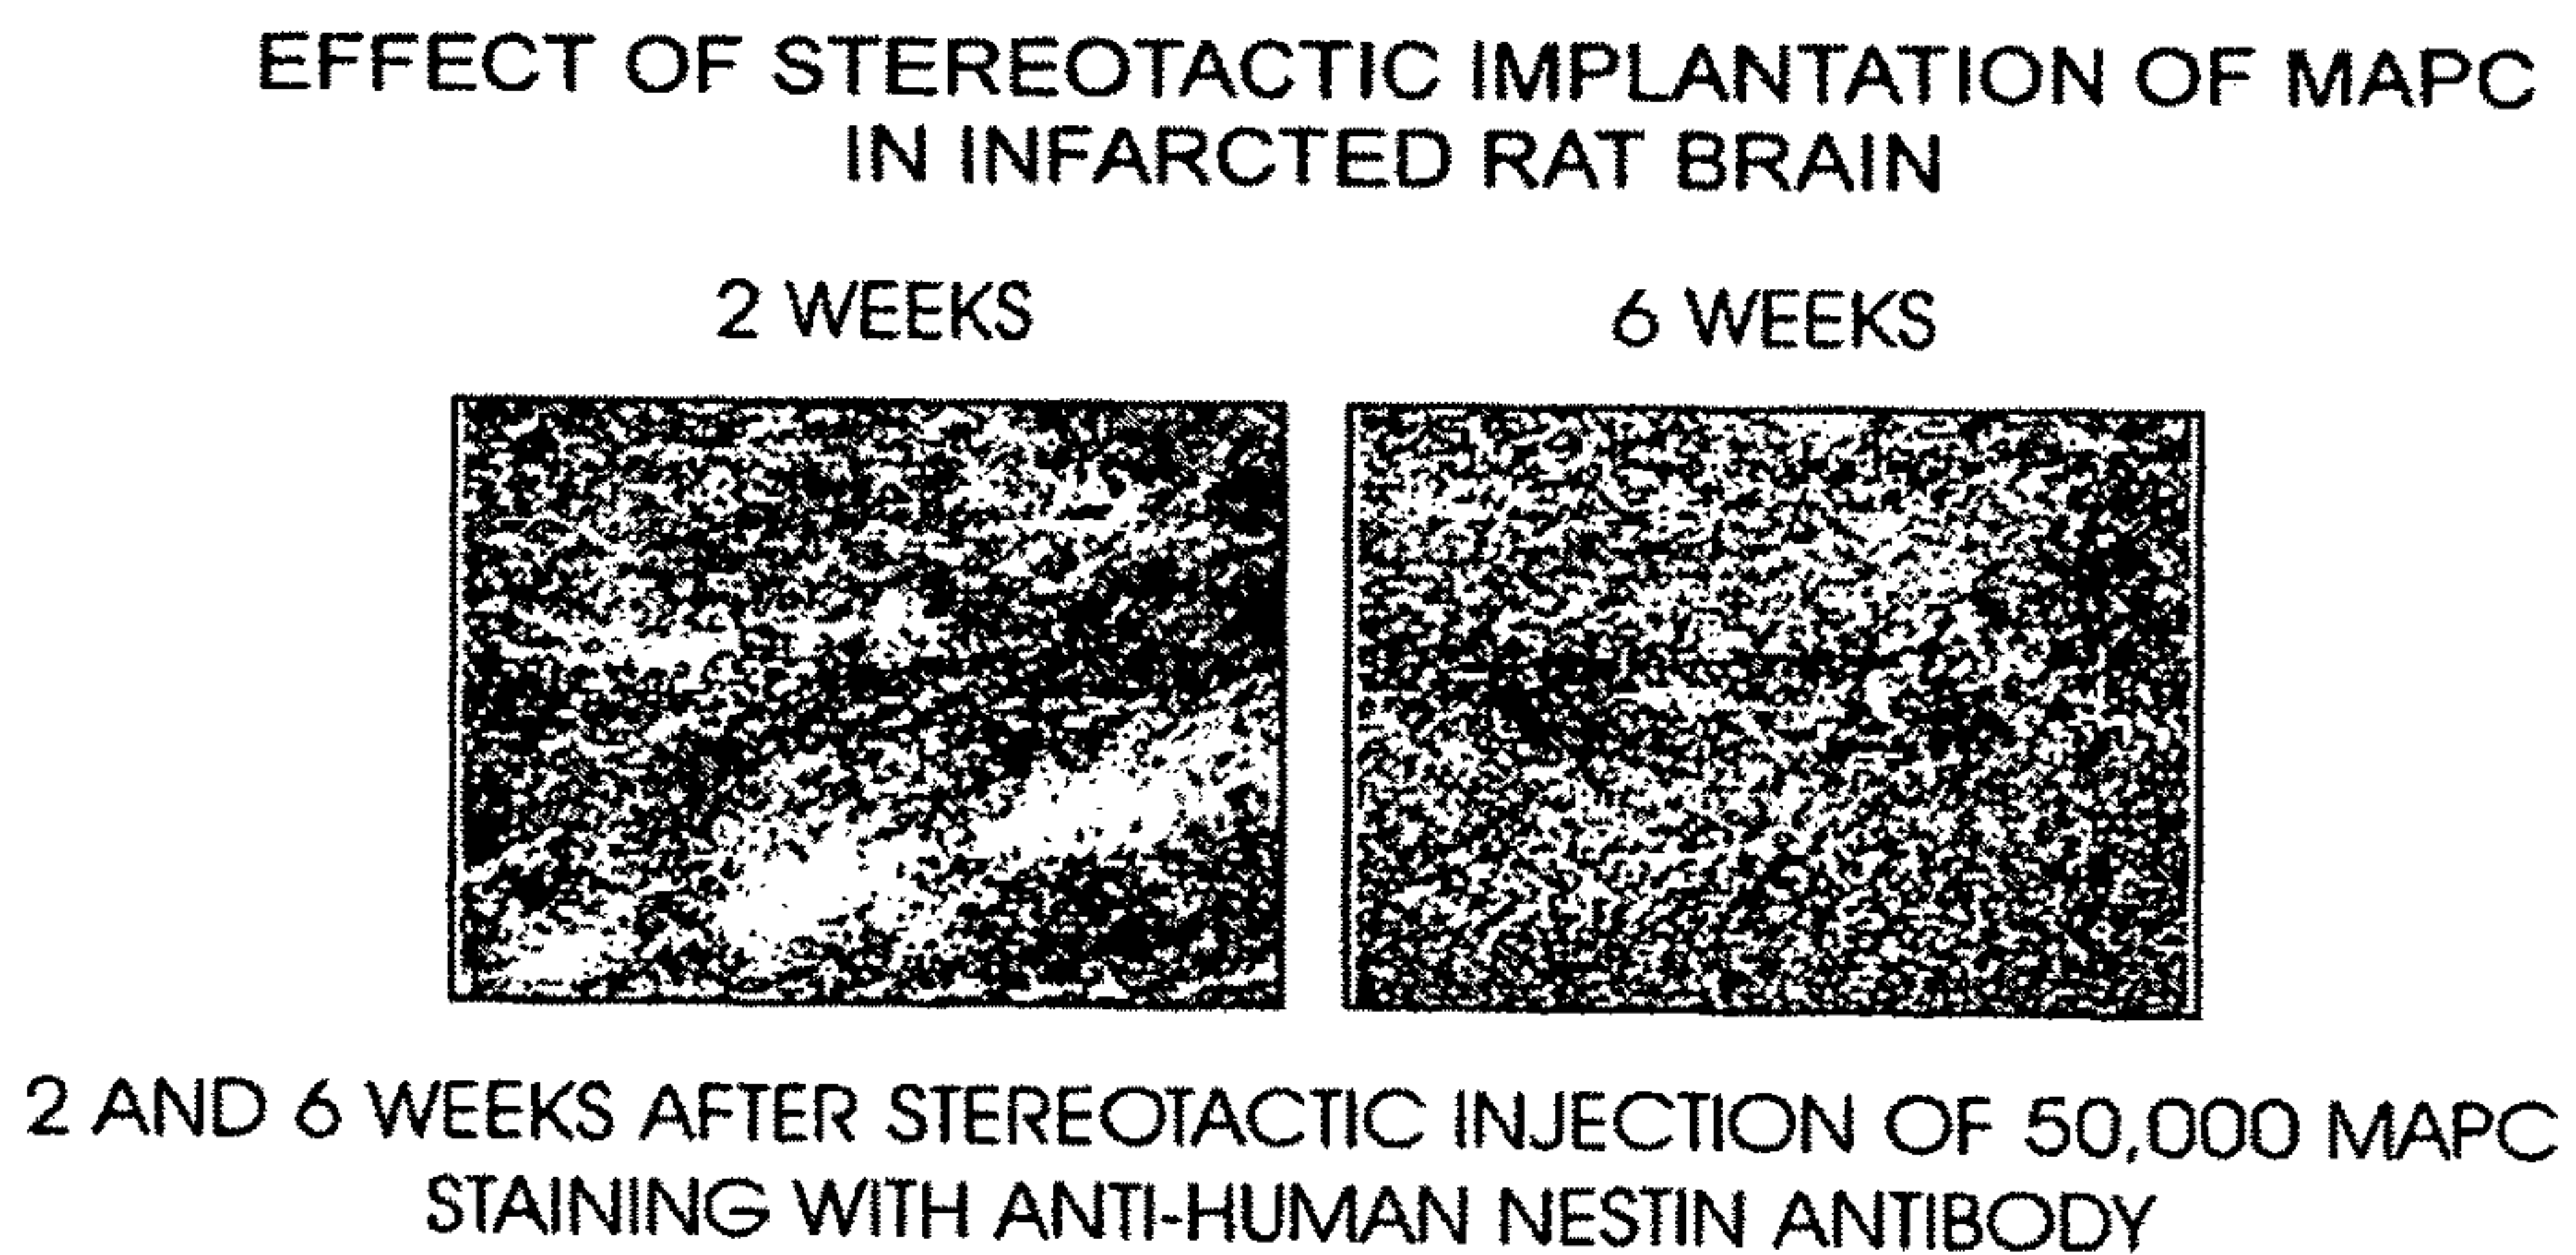 EFFECT OF STEREOTACTIC IMPLANTATION OF MAPC
IN INFARCTED RAT BRAIN
2 WEEKS
6 WEEKS
2 AND 6 WEEKS AFTER STEREOTACTIC INJECTION OF 50,000 MAPC
STAINING WITH ANTI-HUMAN NESTIN ANTIBODY